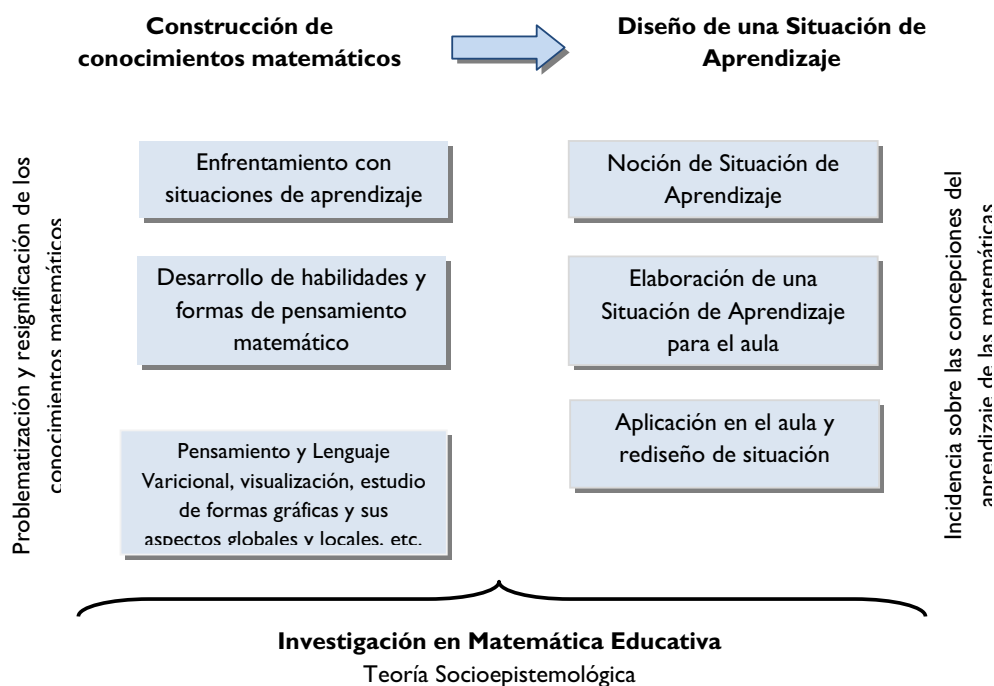 Construcción de
conocimientos matemáticos
Diseño de una Situación de
Aprendizaje
Problematización y resignificación de los
conocimientos matemáticos
Enfrentamiento con
situaciones de aprendizaje
Desarrollo de habilidades y
formas de pensamiento
matemático
Pensamiento y Lenguaje
Varicional, visualización, estudio
de formas gráficas y sus
aspectos globales y locales, etc.
Noción de Situación de
Aprendizaje
Elaboración de una
Situación de Aprendizaje
para el aula
Aplicación en el aula y
rediseño de situación
Incidencia sobre las concepciones del
aprendizaje de las matemáticas
Investigación en Matemática Educativa
Teoría Socioepistemológica